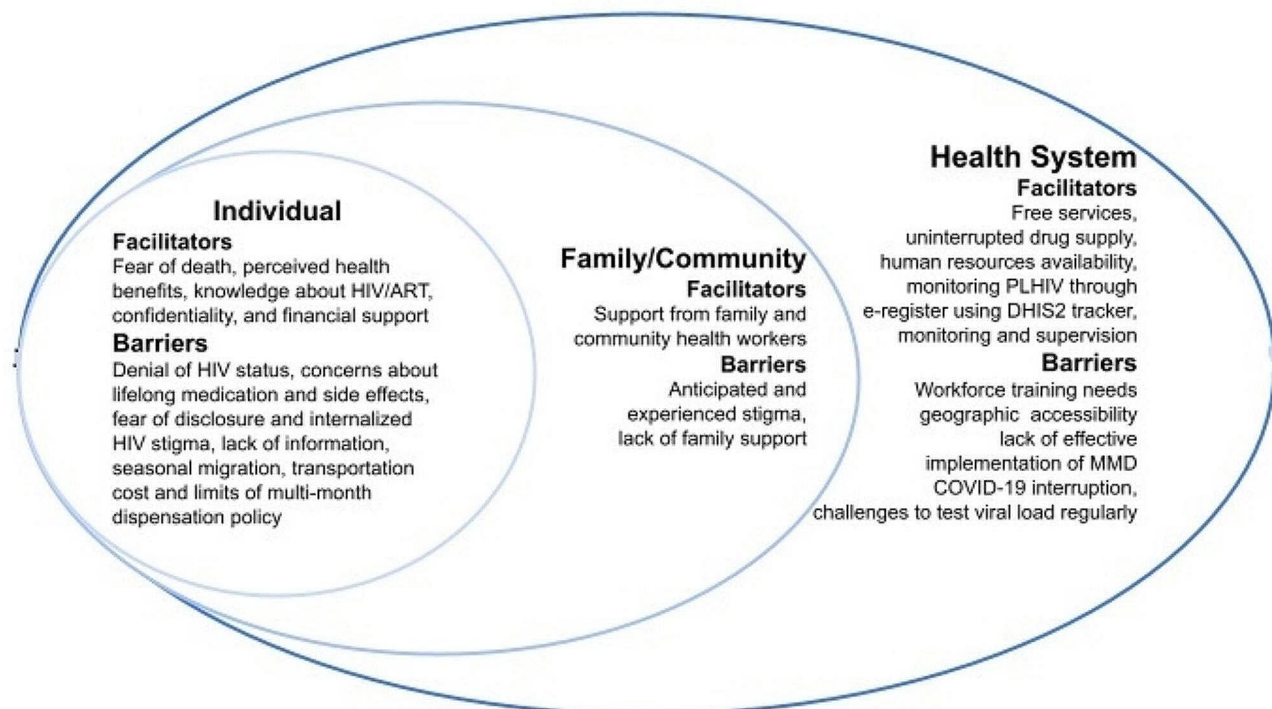 Individual
Facilitators
Fear of death, perceived health
benefits, knowledge about HIV/ART,
confidentiality, and financial support
Barriers
Denial of HIV status, concerns about
lifelong medication and side effects,
fear of disclosure and internalized
HIV stigma, lack of information,
seasonal migration, transportation
cost and limits of multi-month
dispensation policy
Family/Community
Facilitators
Support from family and
community health workers
Barriers
Anticipated and
experienced stigma,
lack of family support
Health System
Facilitators
Free services,
uninterrupted drug supply,
human resources availability,
monitoring PLHIV through
e-register using DHIS2 tracker,
monitoring and supervision
Barriers
Workforce training needs
geographic accessibility
lack of effective
implementation of MMD
COVID-19 interruption,
challenges to test viral load regularly